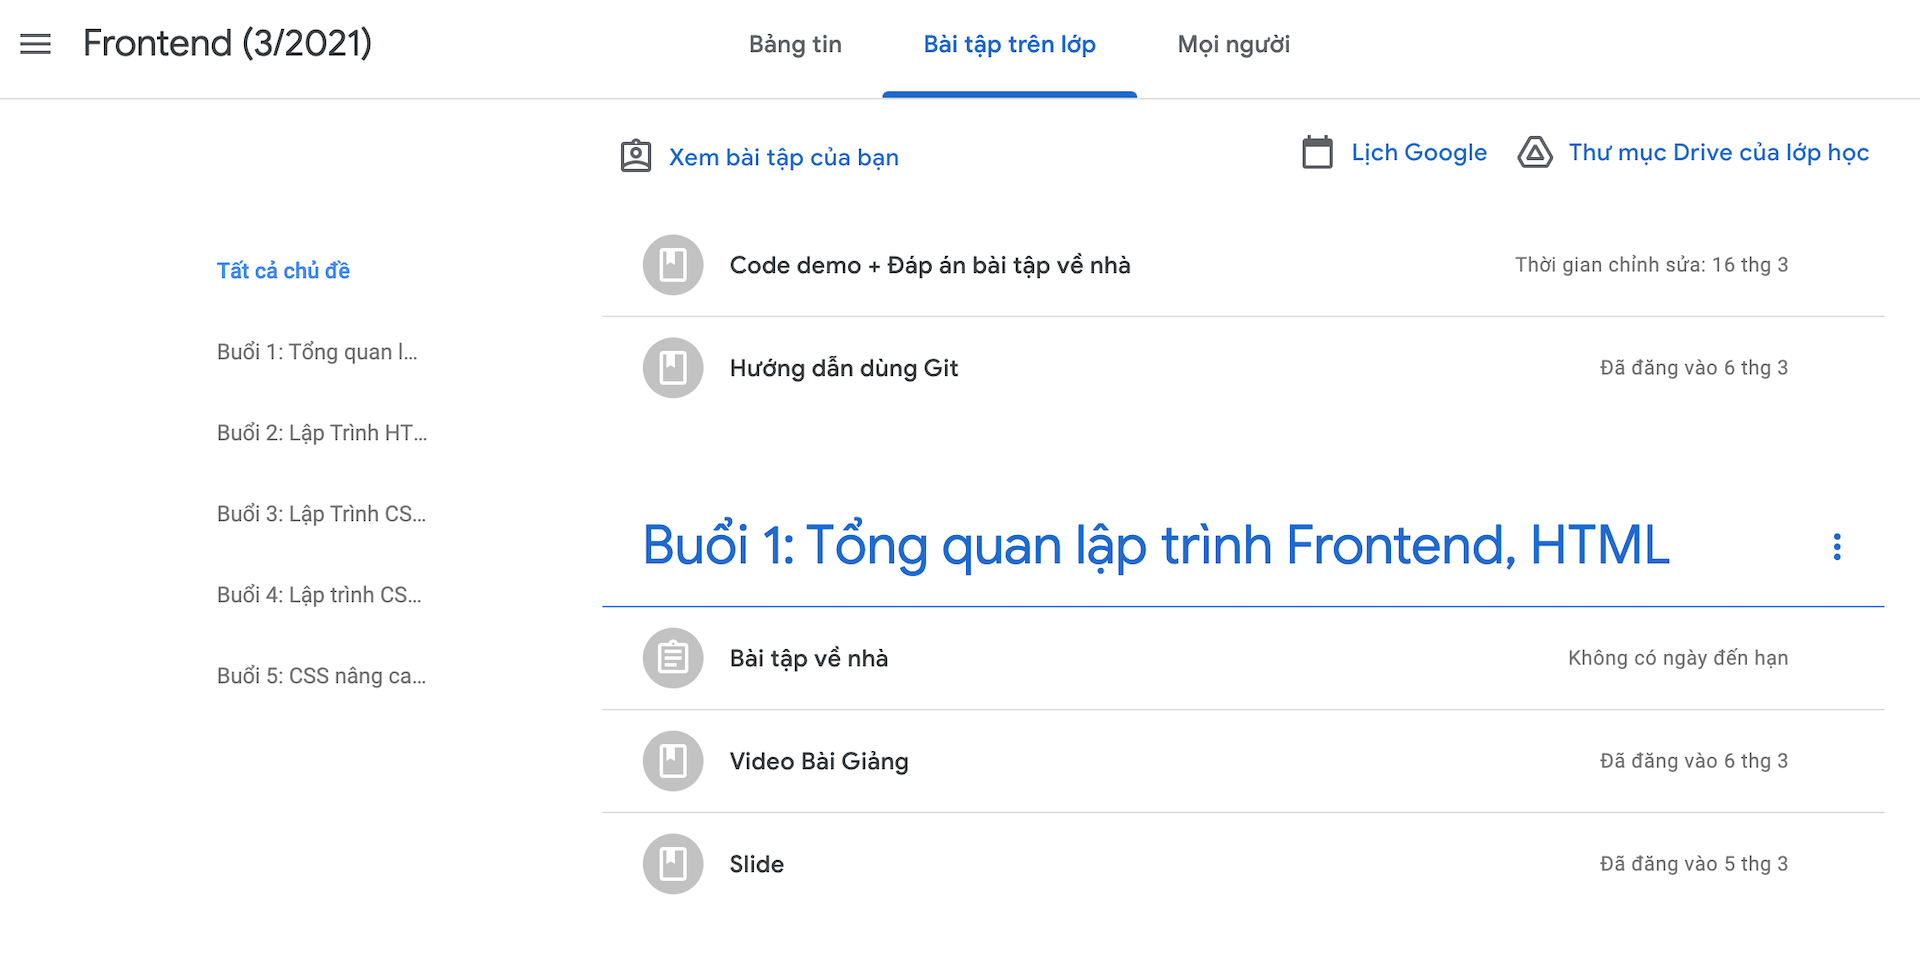 Frontend (3/2021)
Bảng tin
Bài tập trên lớp
Mọi người
Xem bài tập của bạn
Lịch Google
Thư mục Drive của lớp học
Tất cả chủ đề
Buổi 1: Tổng quan l...
Buổi 2: Lập Trình HT...
Buổi 3: Lập Trình CS...
Buổi 4: Lập trình CS...
Buổi 5: CSS nâng ca...
Code demo + Đáp án bài tập về nhà
Thời gian chỉnh sửa: 16 thg 3
Hướng dẫn dùng Git
Đã đăng vào 6 thg 3
Buổi 1: Tổng quan lập trình Frontend, HTML
Bài tập về nhà
Không có ngày đến hạn
Video Bài Giảng
Đã đăng vào 6 thg 3
Slide
Đã đăng vào 5 thg 3